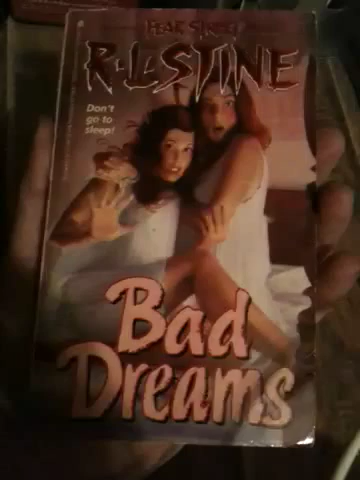 FEAR STREET
R·L·STINE
Don't
go to
sleep!
Bad
Dreams